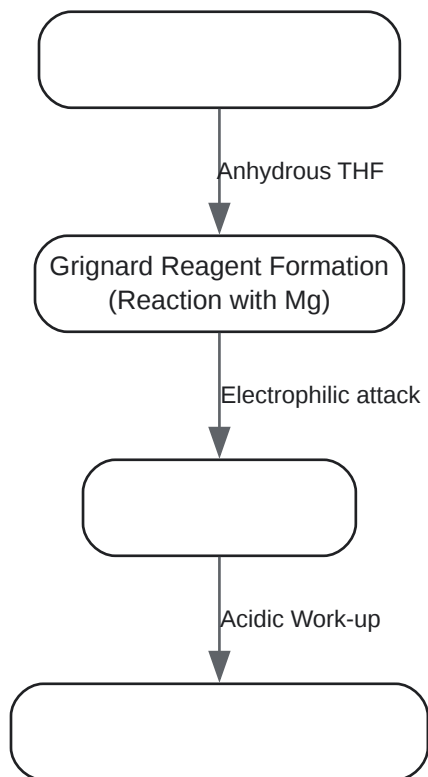 Anhydrous THF
Grignard Reagent Formation
(Reaction with Mg)
Electrophilic attack
Acidic Work-up